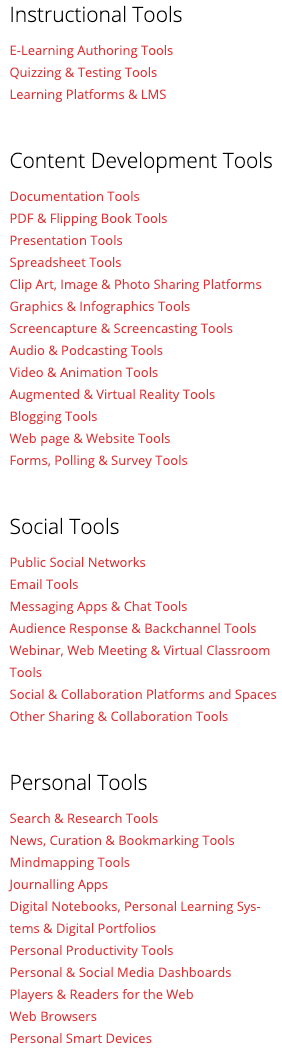 Instructional Tools
E-Learning Authoring Tools
Quizzing & Testing Tools
Learning Platforms & LMS
Content Development Tools
Documentation Tools
PDF & Flipping Book Tools
Presentation Tools
Spreadsheet Tools
Clip Art, Image & Photo Sharing Platforms
Graphics & Infographics Tools
Screencapture & Screencasting Tools
Audio & Podcasting Tools
Video & Animation Tools
Augmented & Virtual Reality Tools
Blogging Tools
Web page & Website Tools
Forms, Polling & Survey Tools
Social Tools
Public Social Networks
Email Tools
Messaging Apps & Chat Tools
Audience Response & Backchannel Tools
Webinar, Web Meeting & Virtual Classroom
Tools
Social & Collaboration Platforms and Spaces
Other Sharing & Collaboration Tools
Personal Tools
Search & Research Tools
News, Curation & Bookmarking Tools
Mindmapping Tools
Journalling Apps
Digital Notebooks, Personal Learning Sys-
tems & Digital Portfolios
Personal Productivity Tools
Personal & Social Media Dashboards
Players & Readers for the Web
Web Browsers
Personal Smart Devices